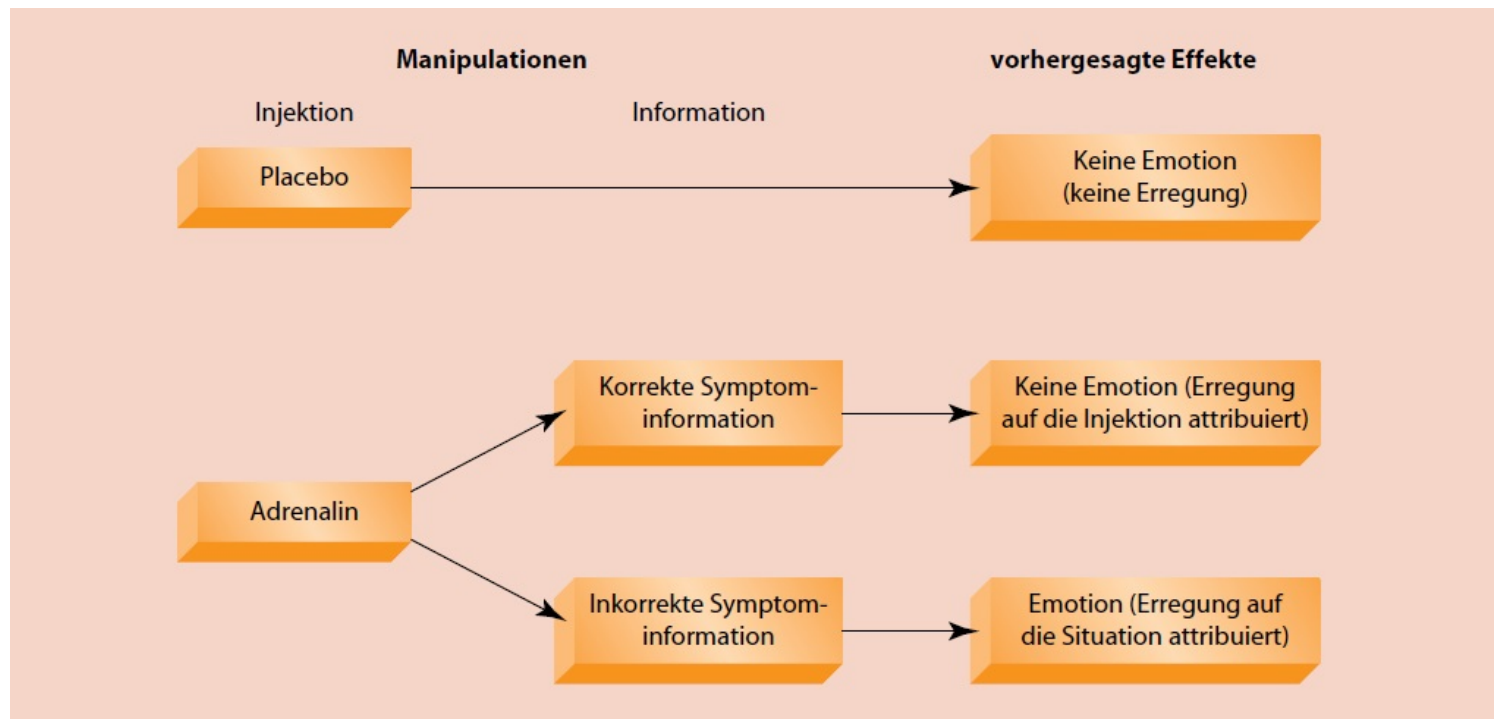 Manipulationen
vorhergesagte Effekte
Injektion
Information
Placebo
Keine Emotion
(keine Erregung)
Korrekte Symptom-
information
Keine Emotion (Erregung
auf die Injektion attribuiert)
Adrenalin
Inkorrekte Symptom-
information
Emotion (Erregung auf
die Situation attribuiert)